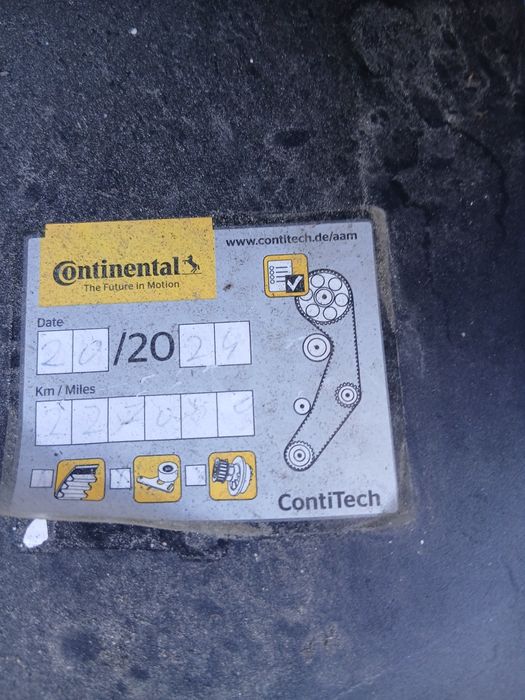 Continental
The Future in Motion
www.contitech.de/aam
Date
20/2024
Km / Miles
ContiTech